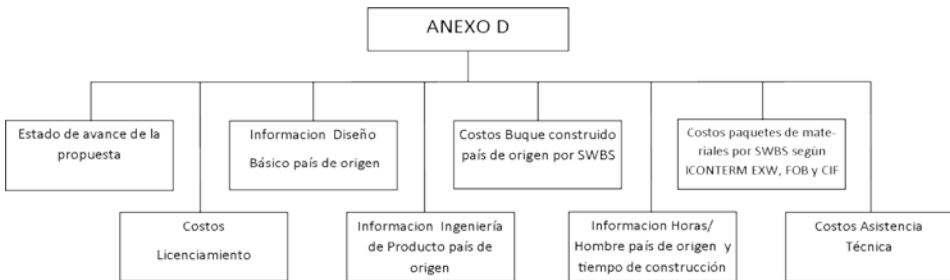 ANEXO D
Estado de avance de la
propuesta
Informacion Diseño
Básico país de origen
Costos Buque construido
país de origen por SWBS
Costos paquetes de mate-
riales por SWBS según
ICONTERM EXW, FOB y CIF
Costos
Licenciamiento
Informacion Ingeniería
de Producto país de
origen
Informacion Horas/
Hombre país de origen y
tiempo de construcción
Costos Asistencia
Técnica